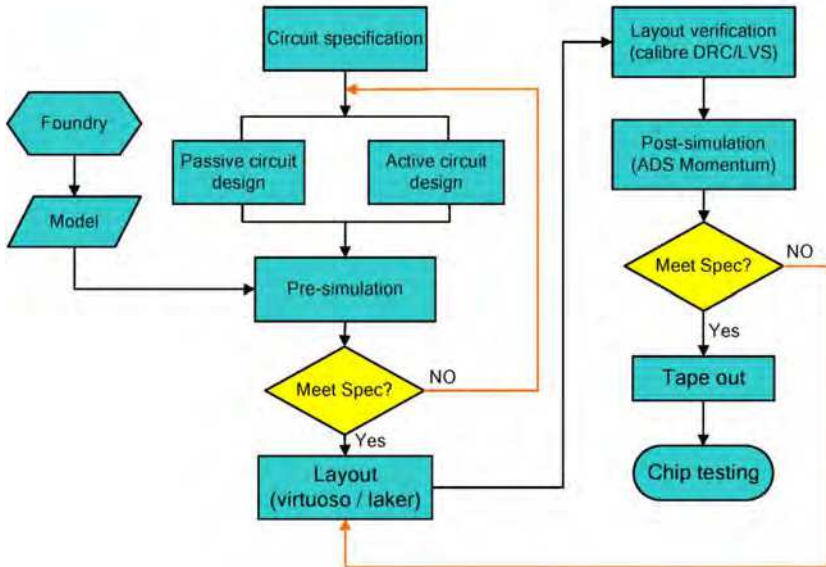 Circuit specification
Foundry
Model
Passive circuit
design
Active circuit
design
Pre-simulation
Meet Spec?
NO
Yes
Layout
(virtuoso / laker)
Layout verification
(calibre DRC/LVS)
Post-simulation
(ADS Momentum)
Meet Spec?
NO
Yes
Tape out
Chip testing